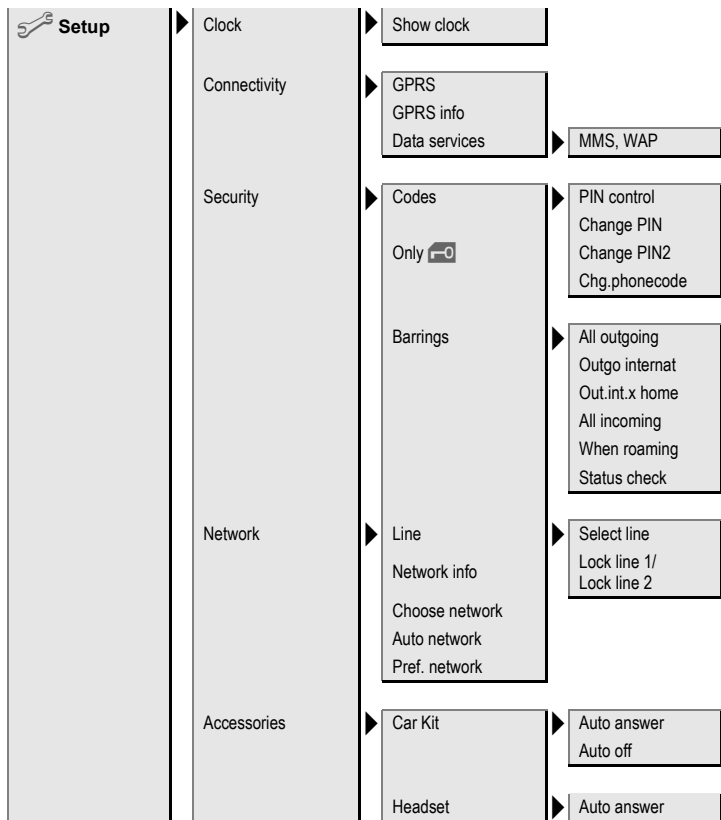 Setup
Clock
Show clock
Connectivity
GPRS
GPRS info
Data services
MMS, WAP
Security
Codes
PIN control
Change PIN
Only
Change PIN2
Chg.phonecode
Barrings
All outgoing
Outgo internat
Out.int.x home
All incoming
When roaming
Status check
Network
Line
Select line
Network info
Lock line 1/
Lock line 2
Choose network
Auto network
Pref. network
Accessories
Car Kit
Auto answer
Auto off
Headset
Auto answer